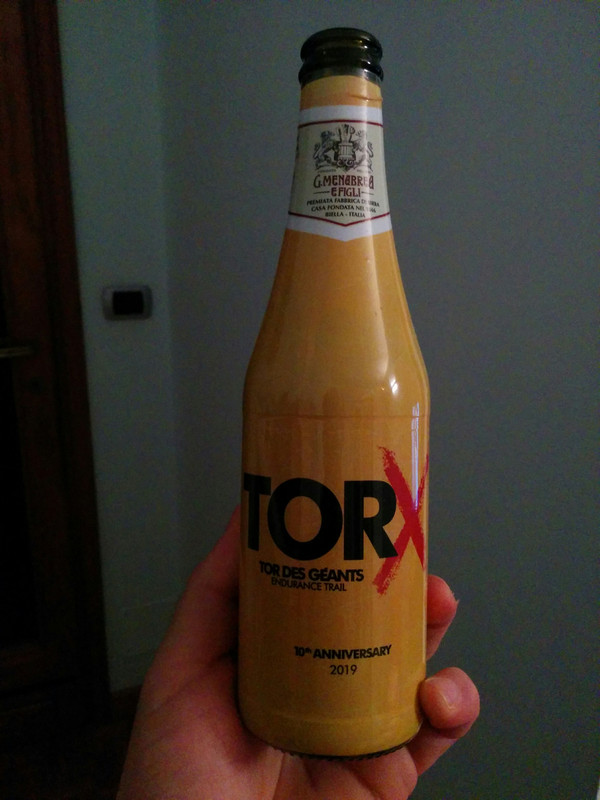 G. MENABREA
E FIGLI
PREMIATA FABBRICA DI BIRRA
CASA FONDATA NEL 1846
BIELLA - ITALIA
TORX
TOR DES GÉANTS
ENDURANCE TRAIL
10th ANNIVERSARY
2019